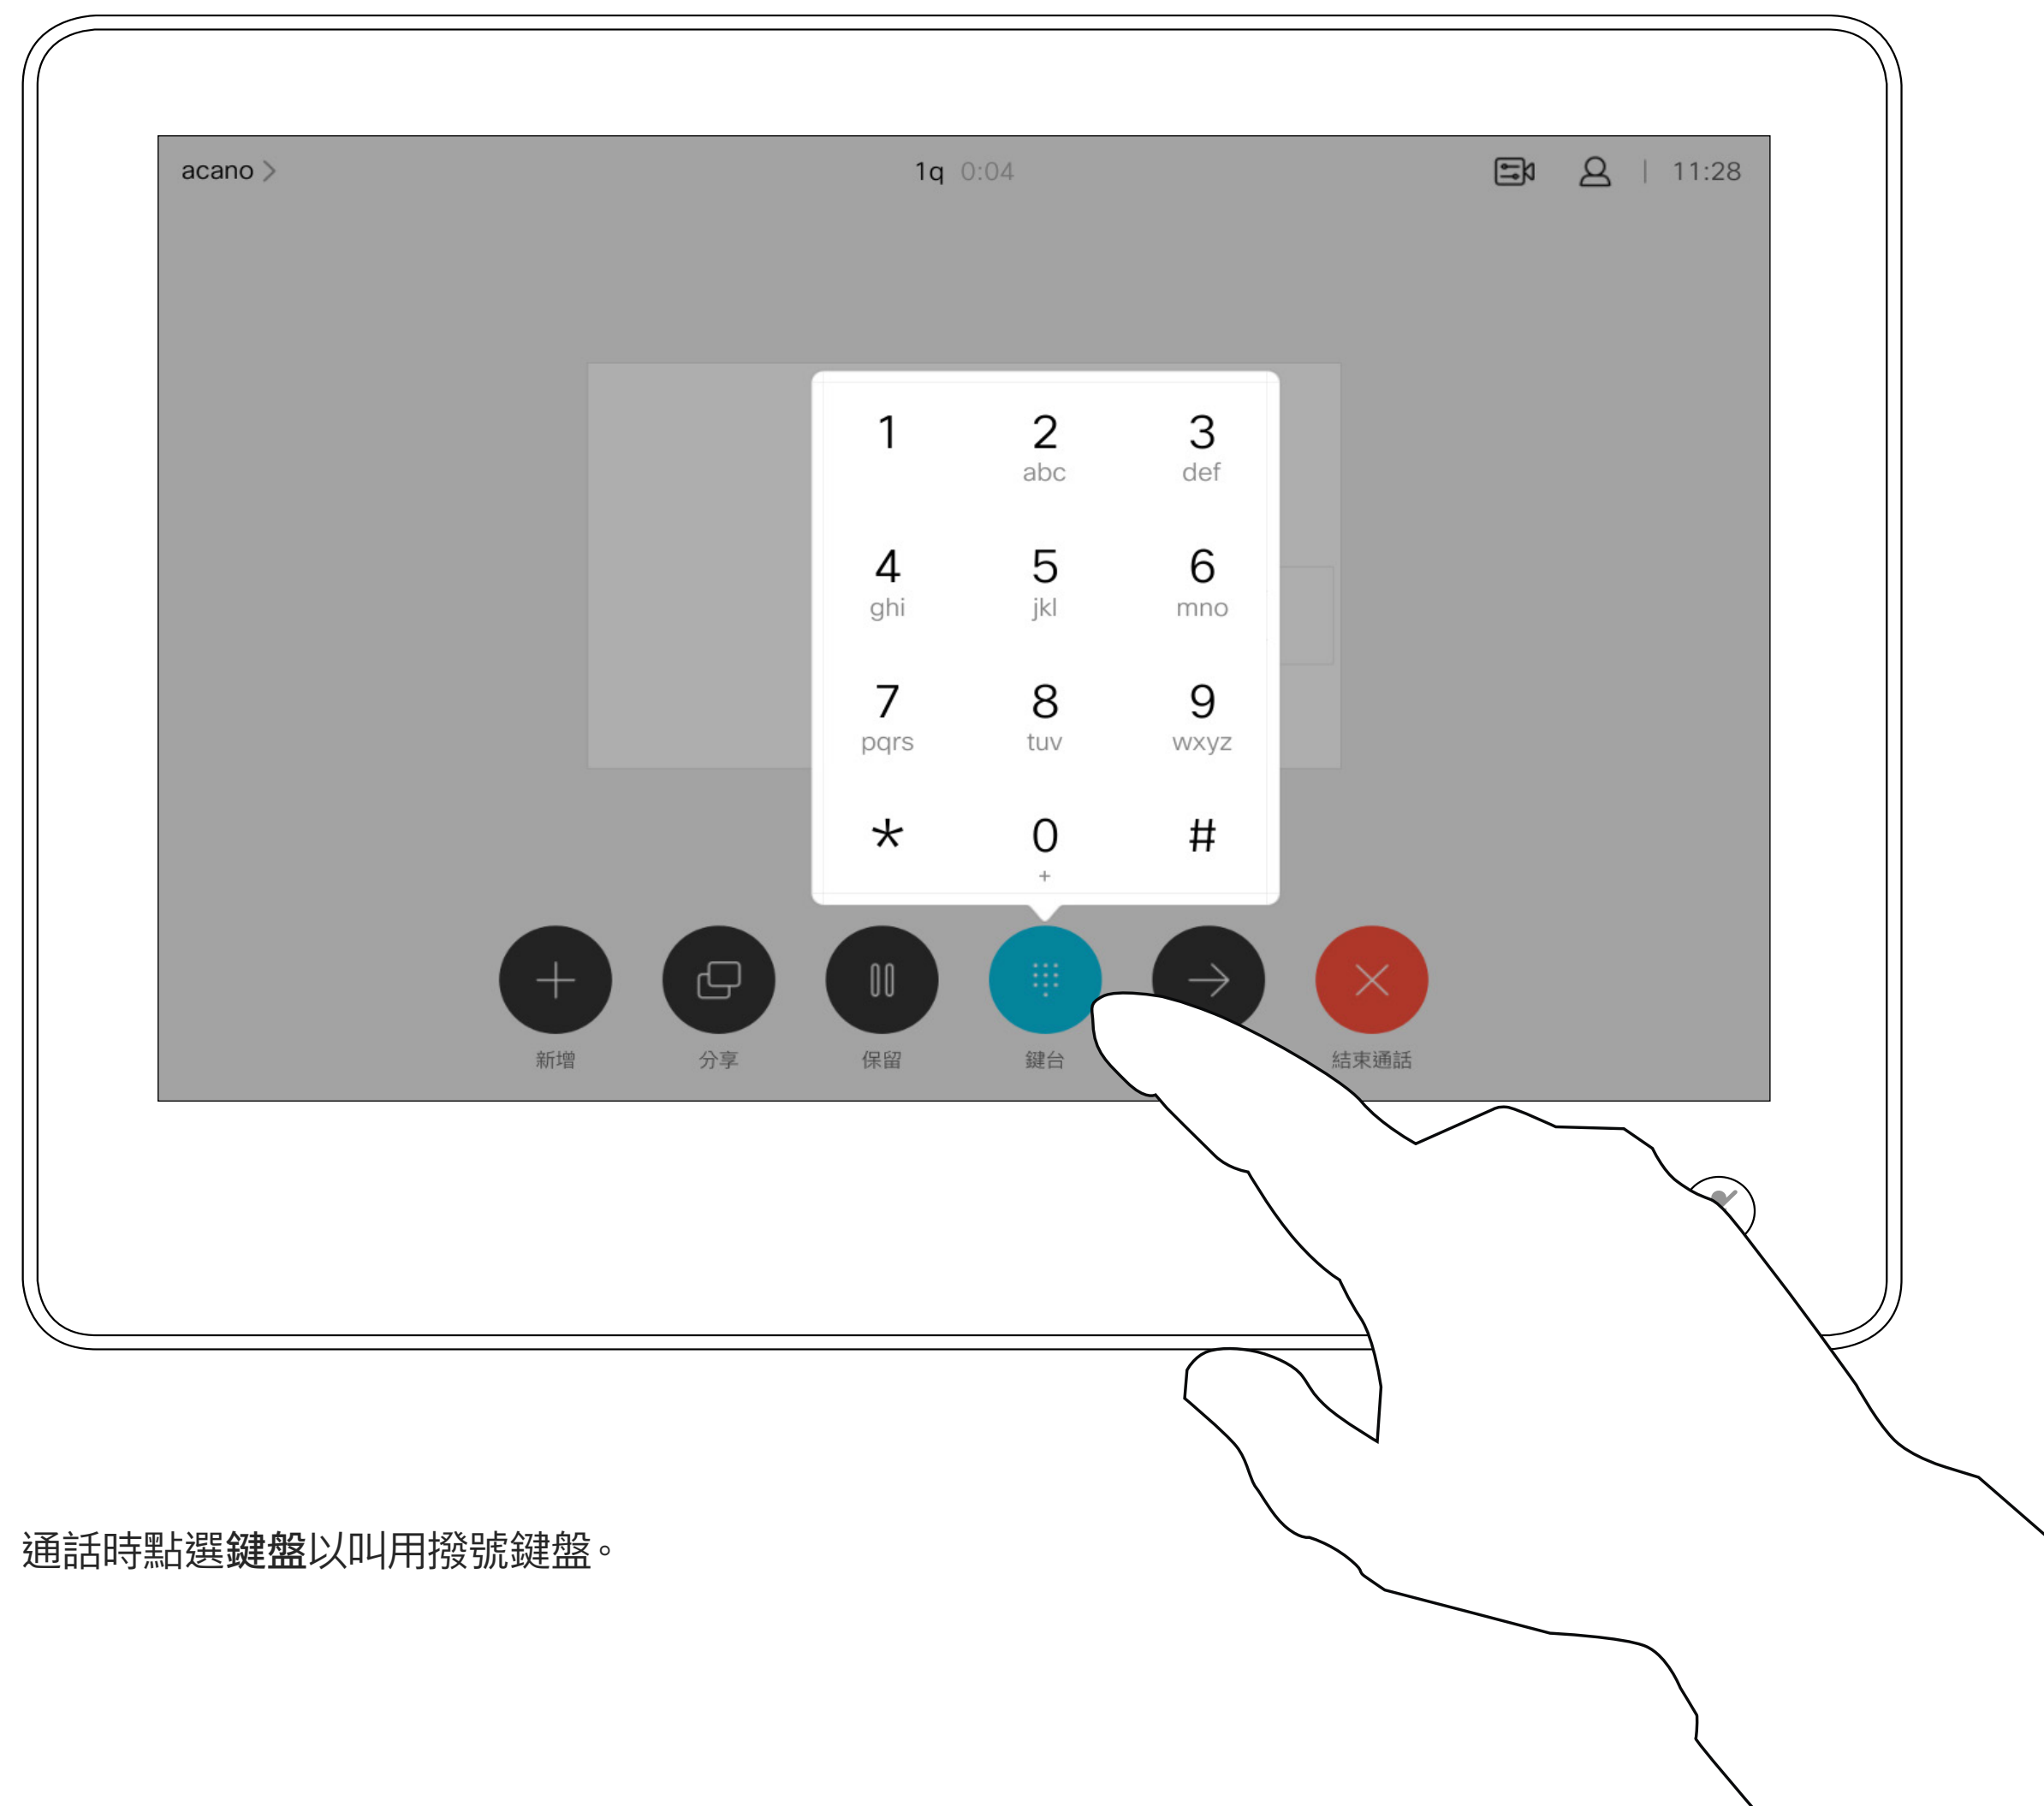 acano
1q 0:04
11:28
1 2 3
abc def
4 5 6
ghi jkl mno
7 8 9
pqrs tuv wxyz
* 0 #
+
新增 分享 保留 鍵台 結束通話
通話時點選鍵盤以叫用撥號鍵盤。